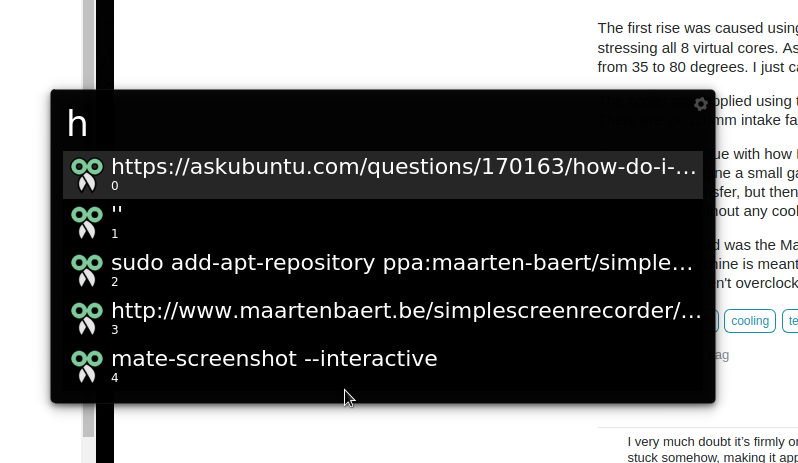 The first rise was caused using
stressing all 8 virtual cores. As
from 35 to 80 degrees. I just ca
pplied using t
mm intake fa
h
https://askubuntu.com/questions/170163/how-do-i-...
0
"
1
sudo add-apt-repository ppa:maarten-baert/simple...
2
http://www.maartenbaert.be/simplescreenrecorder/...
3
mate-screenshot --interactive
4
ue with how
ne a small ga
sfer, but then
hout any cool
d was the Ma
hine is meant
n't overclock
cooling
te
ag
I very much doubt it's firmly or
stuck somehow, making it app